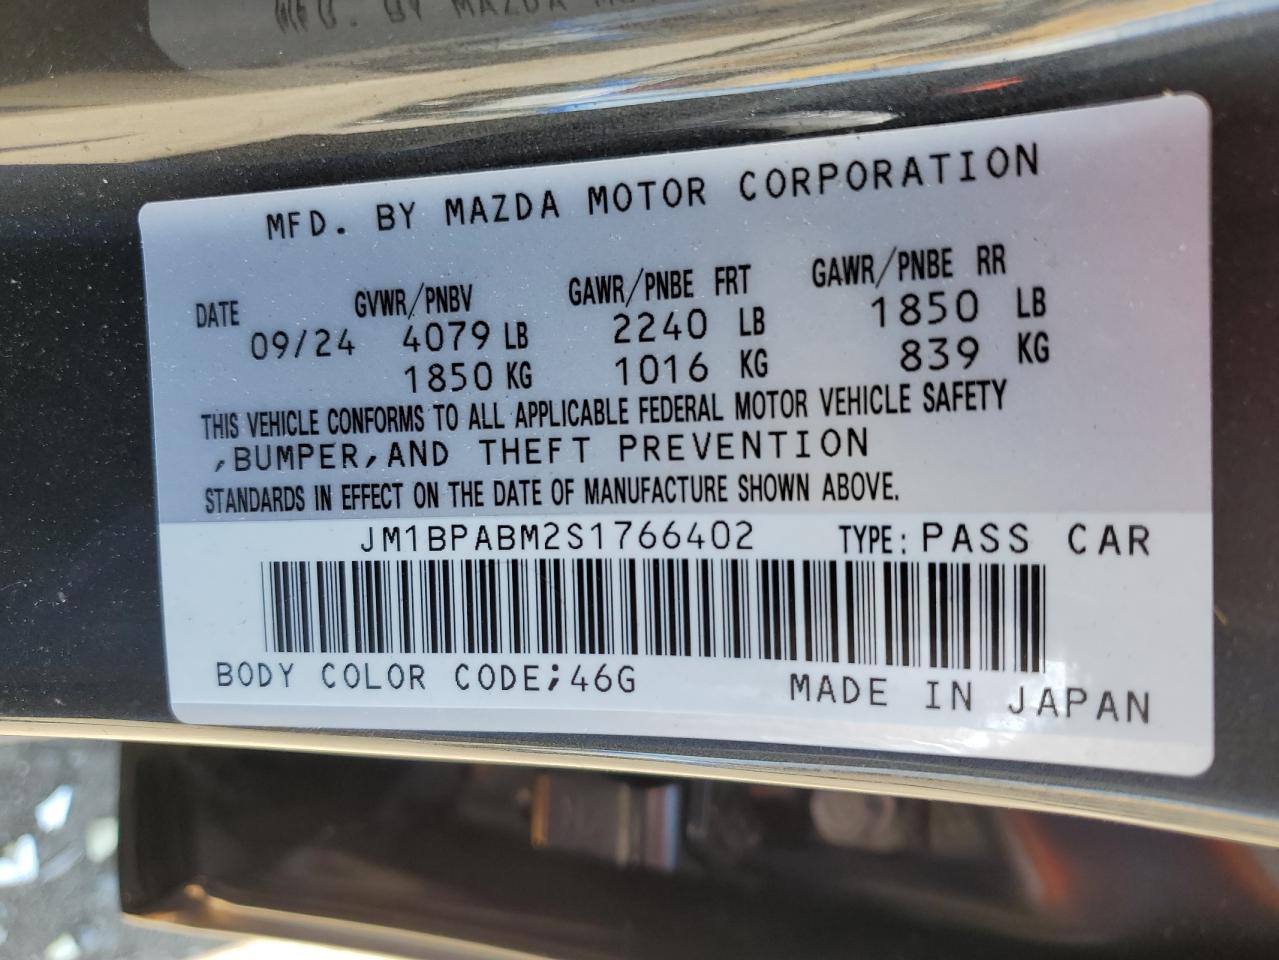 MFD. BY MAZDA MOTOR CORPORATION
DATE GVWR/PNBV GAWR/PNBE FRT GAWR/PNBE RR
09/24 4079 LB 2240 LB 1850 LB
1850 KG 1016 KG 839 KG
THIS VEHICLE CONFORMS TO ALL APPLICABLE FEDERAL MOTOR VEHICLE SAFETY
,BUMPER,AND THEFT PREVENTION
STANDARDS IN EFFECT ON THE DATE OF MANUFACTURE SHOWN ABOVE.
JM1BPABM2S1766402 TYPE: PASS CAR
BODY COLOR CODE;46G MADE IN JAPAN